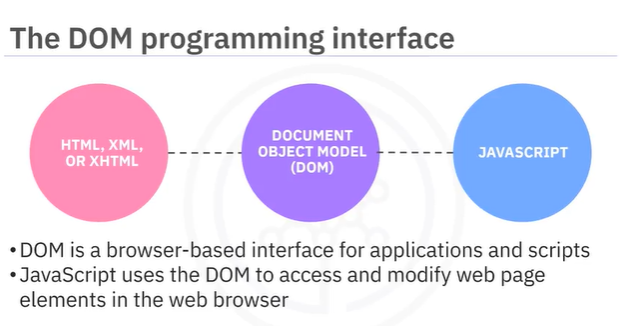 The DOM programming interface
HTML, XML,
OR XHTML
DOCUMENT
OBJECT MODEL
(DOM)
JAVASCRIPT
•DOM is a browser-based interface for applications and scripts
•JavaScript uses the DOM to access and modify web page
elements in the web browser